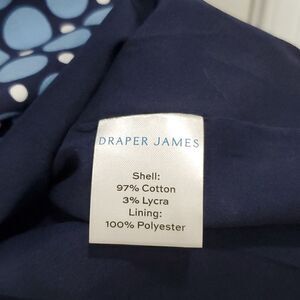 DRAPER JAMES
Shell:
97% Cotton
3% Lycra
Lining:
100% Polyester